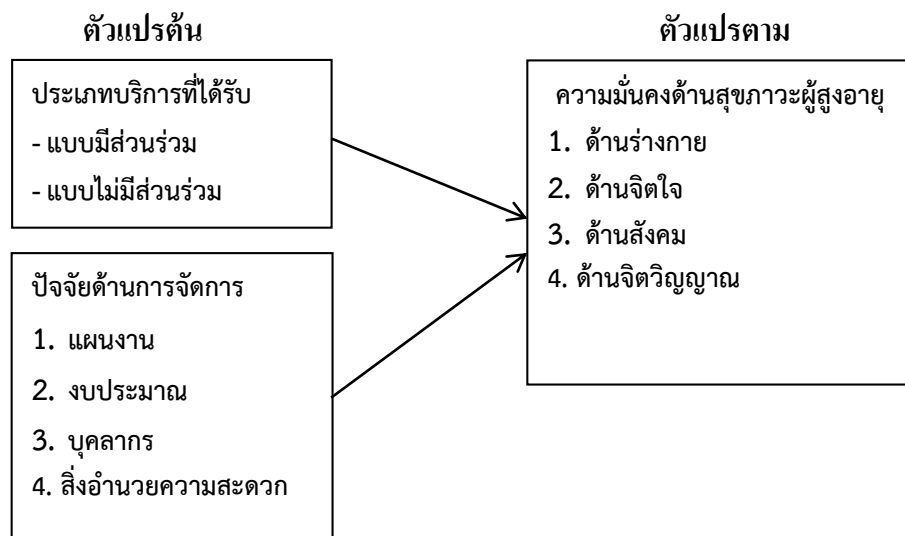 ตัวแปรต้น
ประเภทบริการที่ได้รับ
- แบบมีส่วนร่วม
- แบบไม่มีส่วนร่วม
ปัจจัยด้านการจัดการ
1. แผนงาน
2. งบประมาณ
3. บุคลากร
4. สิ่งอำนวยความสะดวก
ตัวแปรตาม
ความมั่นคงด้านสุขภาวะผู้สูงอายุ
1. ด้านร่างกาย
2. ด้านจิตใจ
3. ด้านสังคม
4. ด้านจิตวิญญาณ